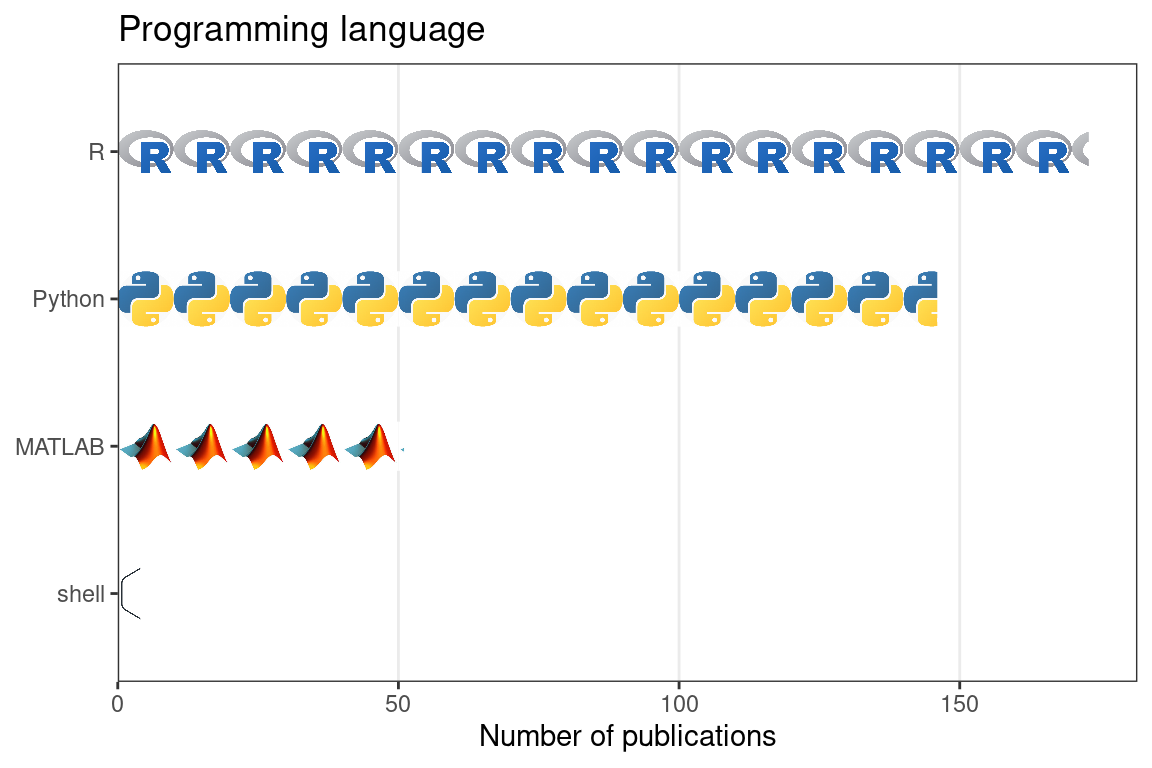 Programming language
R
R R R R R R R R R R R R R R R R R
Python
MATLAB
shell
0 50 100 150
Number of publications